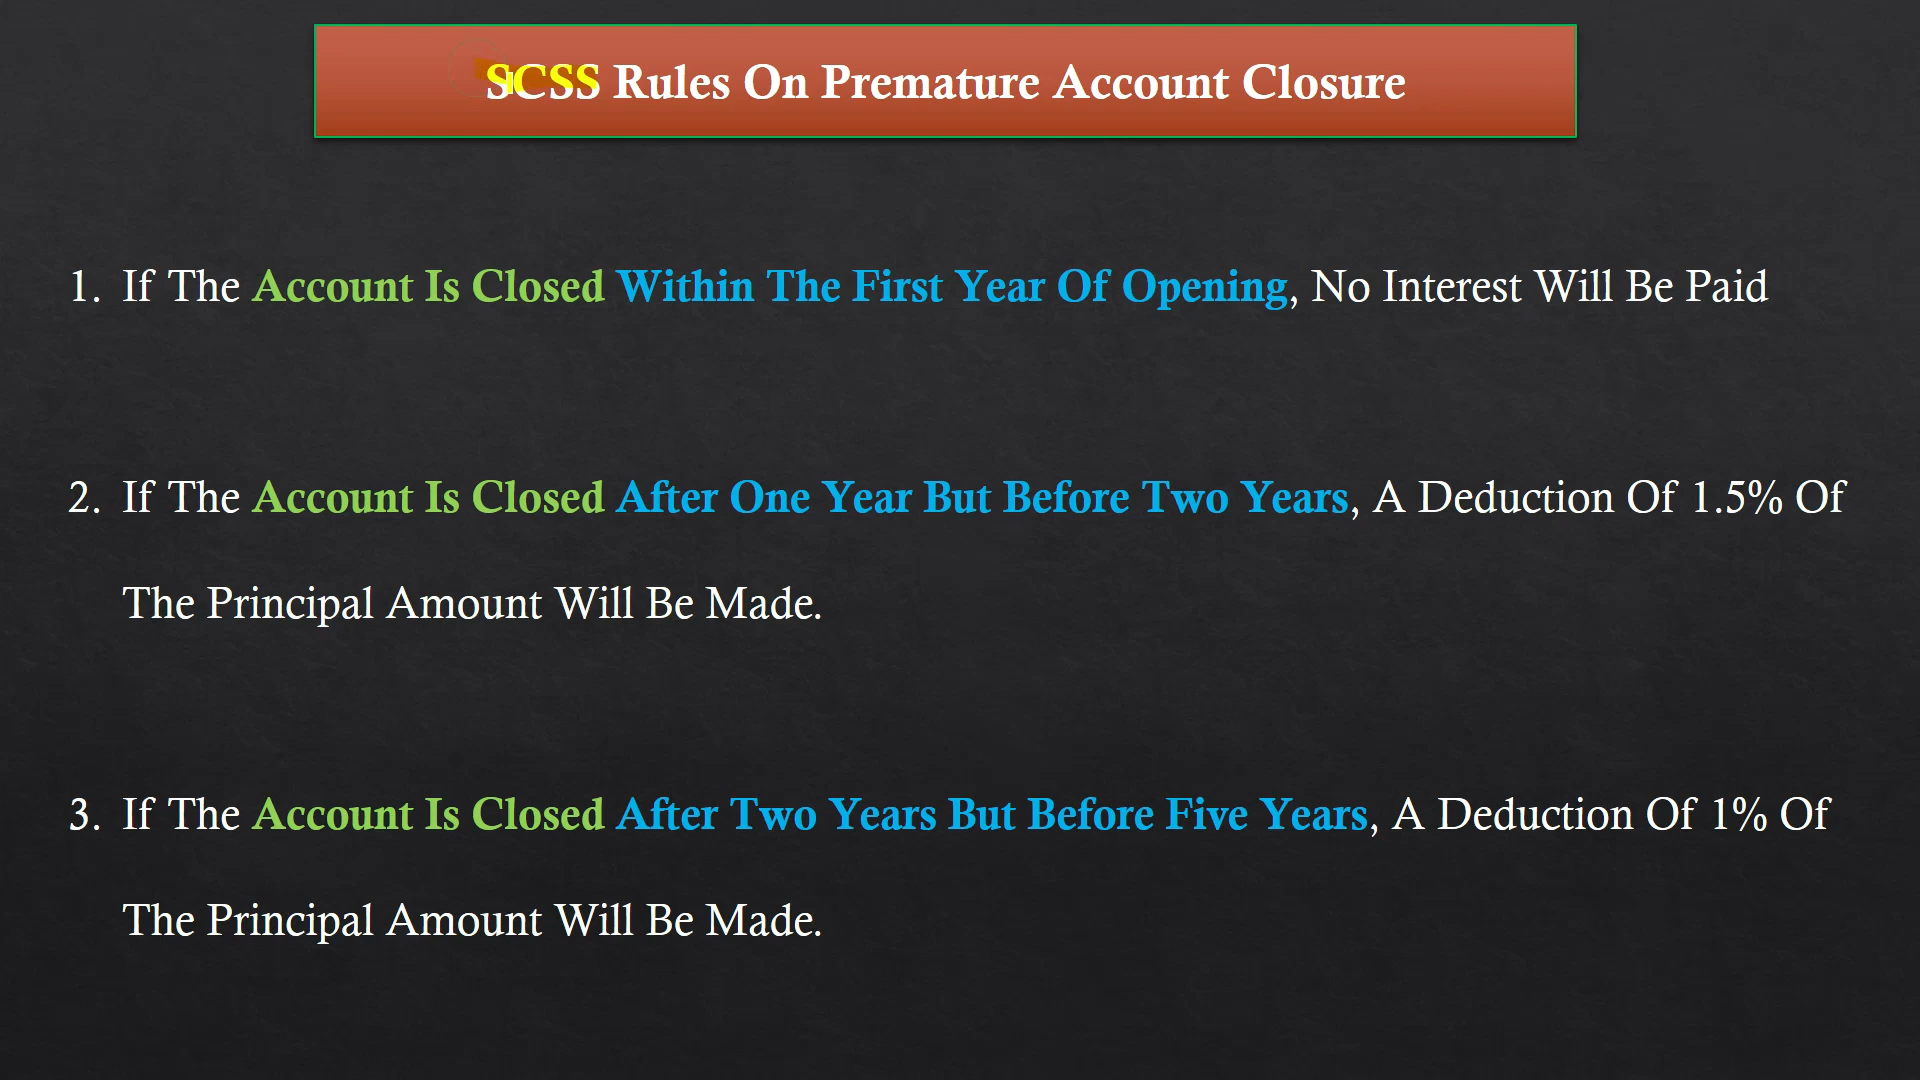 SCSS Rules On Premature Account Closure
1. If The Account Is Closed Within The First Year Of Opening, No Interest Will Be Paid
2. If The Account Is Closed After One Year But Before Two Years, A Deduction Of 1.5% Of
The Principal Amount Will Be Made.
3. If The Account Is Closed After Two Years But Before Five Years, A Deduction Of 1% Of
The Principal Amount Will Be Made.